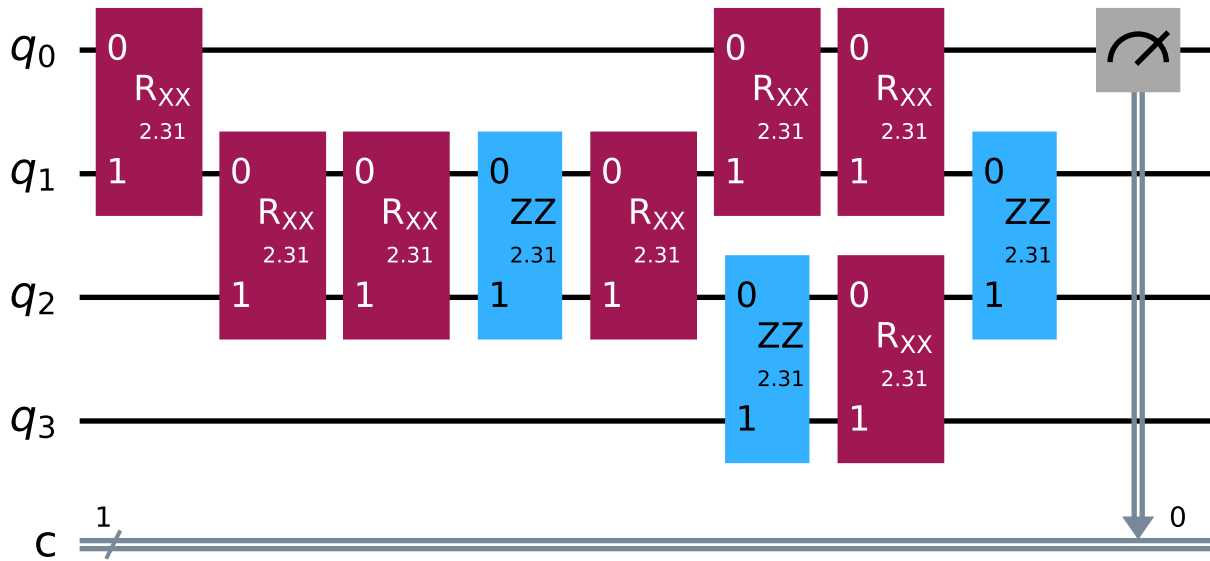 q0 0 0 0
RXX RXX RXX
2.31 2.31 2.31
q1 1 0 0 0 0 1 1 0
RXX RXX ZZ RXX ZZ
2.31 2.31 2.31 2.31 2.31
q2 1 1 1 1 0 0 1
ZZ RXX
2.31 2.31
q3 1 1
1 0
c